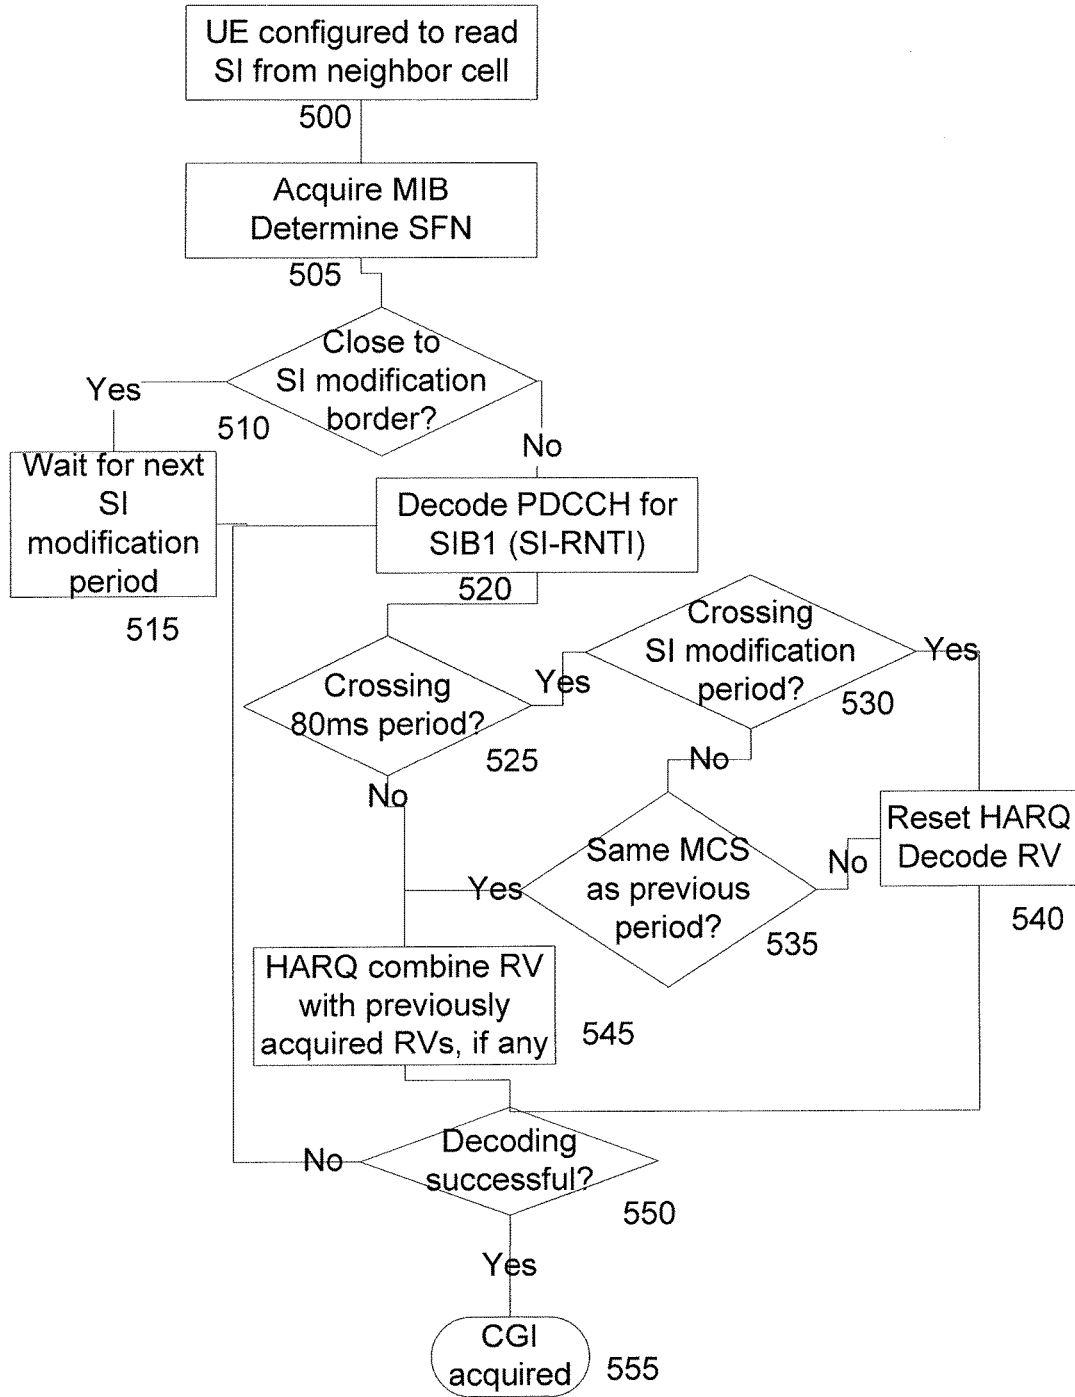 UE configured to read
SI from neighbor cell
500
Acquire MIB
Determine SFN
505
Close to
SI modification
border?
Yes
510
No
Wait for next
SI
modification
period
515
Decode PDCCH for
SIB1 (SI-RNTI)
520
Crossing
SI modification
period?
Yes
530
Crossing
80ms period?
Yes
525
No
No
Same MCS
as previous
period?
Yes
No
535
Reset HARQ
Decode RV
540
HARQ combine RV
with previously
acquired RVs, if any
545
Decoding
successful?
No
550
Yes
CGI
acquired
555